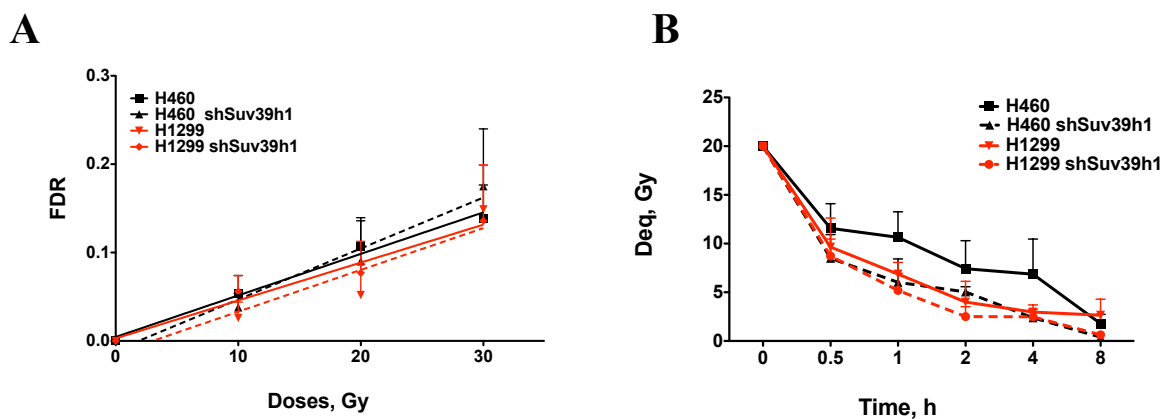 A
FDR
0.3
0.2
0.1
0.0
H460
H460 shSuv39h1
H1299
H1299 shSuv39h1
0 10 20 30
Doses, Gy
B
Deq, Gy
25
20
15
10
5
0
H460
H460 shSuv39h1
H1299
H1299 shSuv39h1
0 0.5 1 2 4 8
Time, h